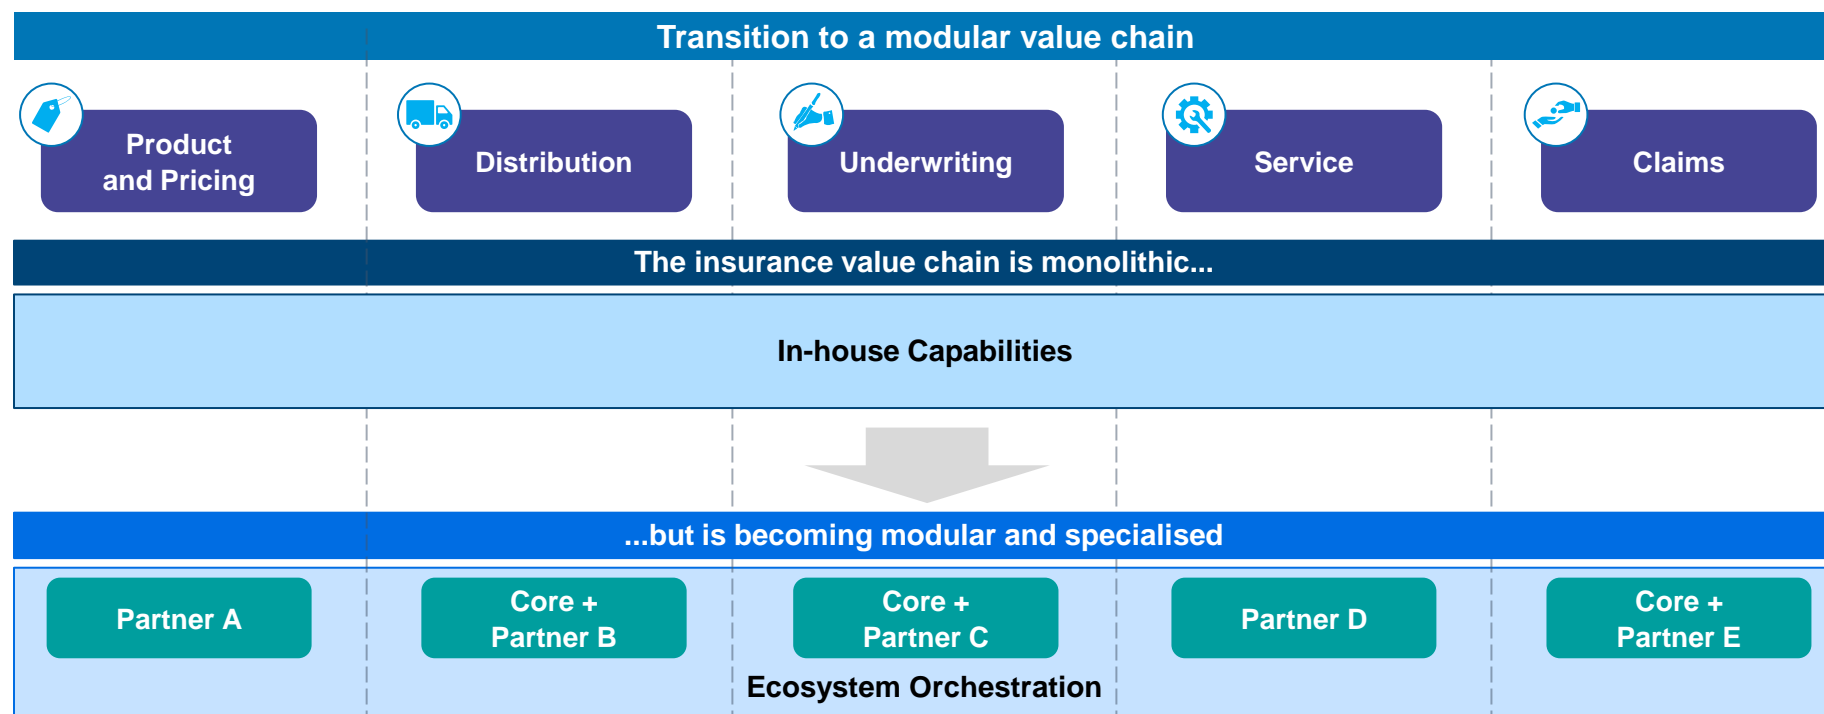 Transition to a modular value chain
Product
and Pricing
Distribution
Underwriting
Service
Claims
The insurance value chain is monolithic...
In-house Capabilities
...but is becoming modular and specialised
Partner A
Core +
Partner B
Core +
Partner C
Partner D
Core +
Partner E
Ecosystem Orchestration